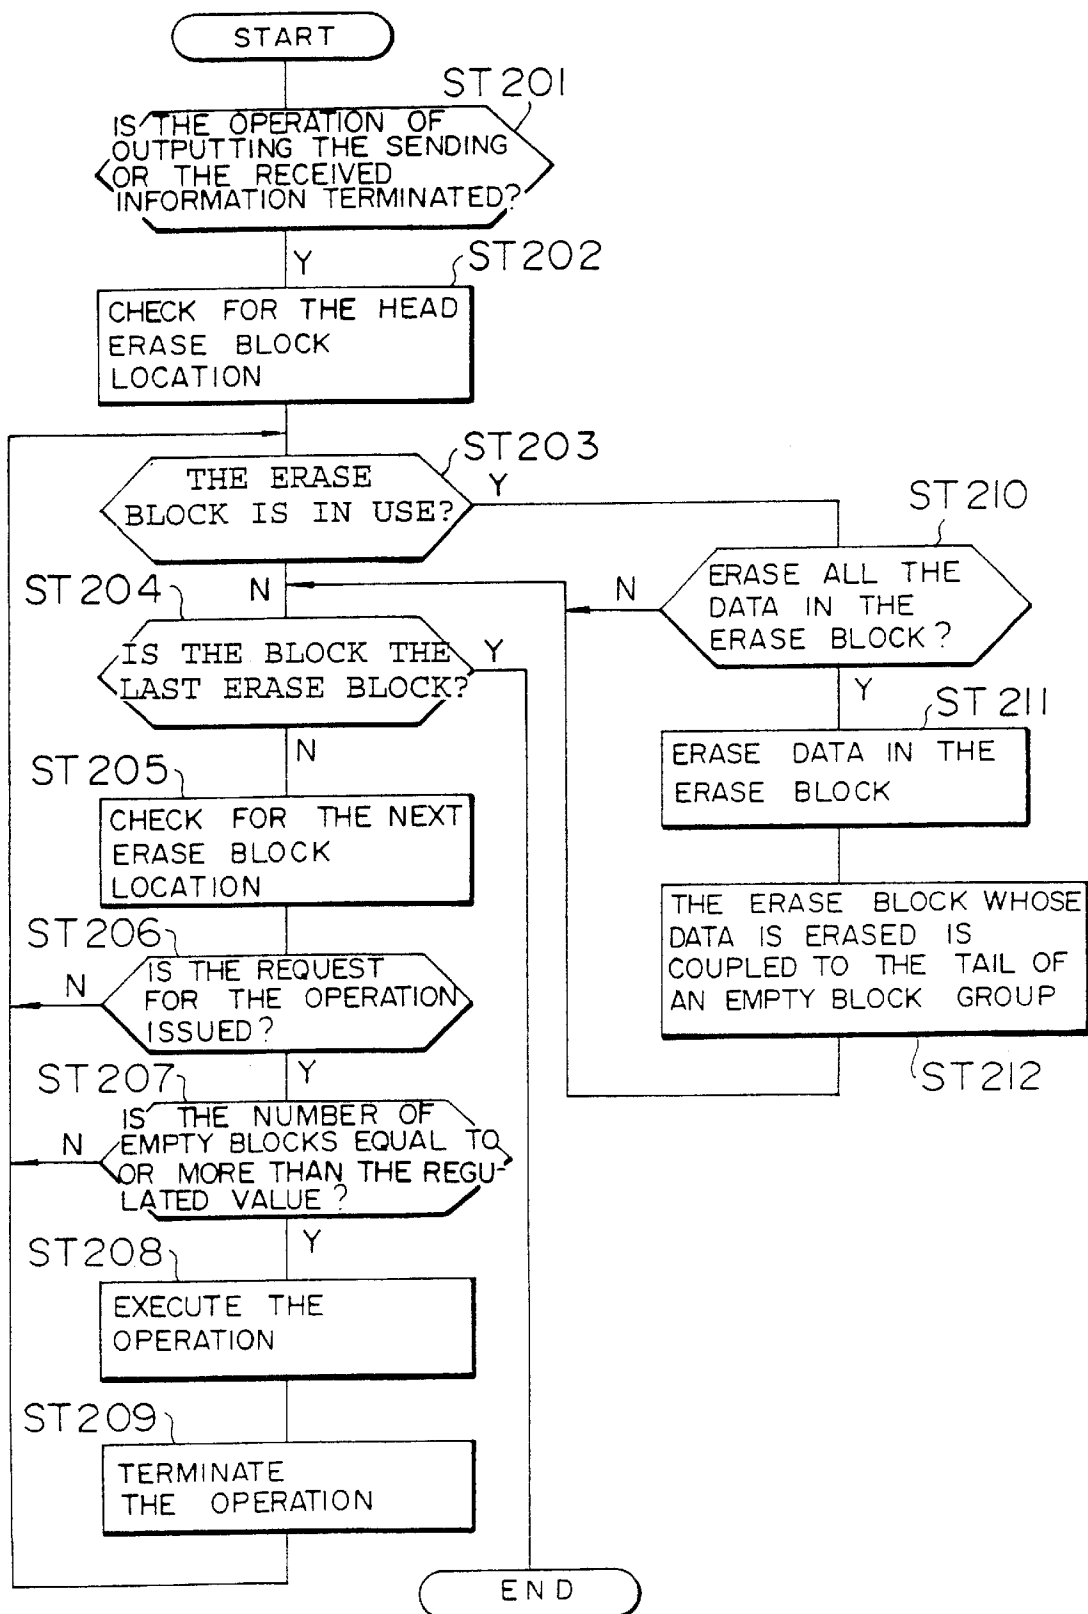 START
ST201
IS THE OPERATION OF
OUTPUTTING THE SENDING
OR THE RECEIVED
INFORMATION TERMINATED?
Y
ST202
CHECK FOR THE HEAD
ERASE BLOCK
LOCATION
ST203
THE ERASE
BLOCK IS IN USE?
Y
N
ST204
IS THE BLOCK THE
LAST ERASE BLOCK?
Y
N
ST205
CHECK FOR THE NEXT
ERASE BLOCK
LOCATION
ST206
IS THE REQUEST
FOR THE OPERATION
ISSUED?
N
Y
ST207
IS THE NUMBER OF
EMPTY BLOCKS EQUAL TO
OR MORE THAN THE REGU-
LATED VALUE?
N
Y
ST208
EXECUTE THE
OPERATION
ST209
TERMINATE
THE OPERATION
ST210
ERASE ALL THE
DATA IN THE
ERASE BLOCK?
N
Y
ST211
ERASE DATA IN THE
ERASE BLOCK
THE ERASE BLOCK WHOSE
DATA IS ERASED IS
COUPLED TO THE TAIL OF
AN EMPTY BLOCK GROUP
ST212
END